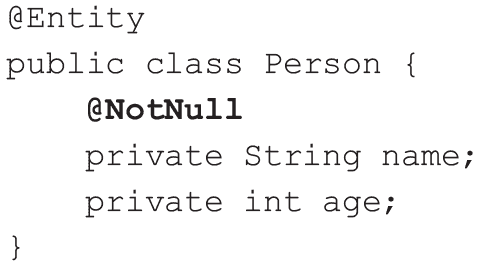 @Entity
public class Person {
    @NotNull
    private String name;
    private int age;
}